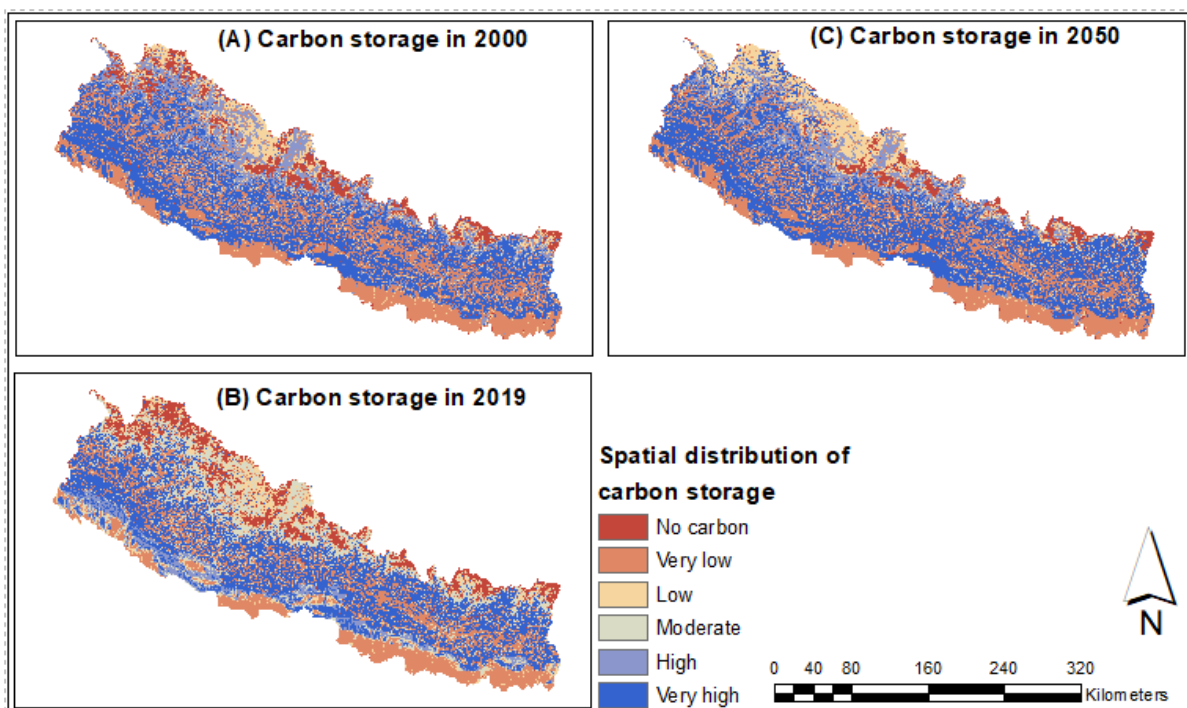 (A) Carbon storage in 2000
(C) Carbon storage in 2050
(B) Carbon storage in 2019
Spatial distribution of
carbon storage
No carbon
Very low
Low
Moderate
High
Very high
N
0 40 80 160 240 320
Kilometers